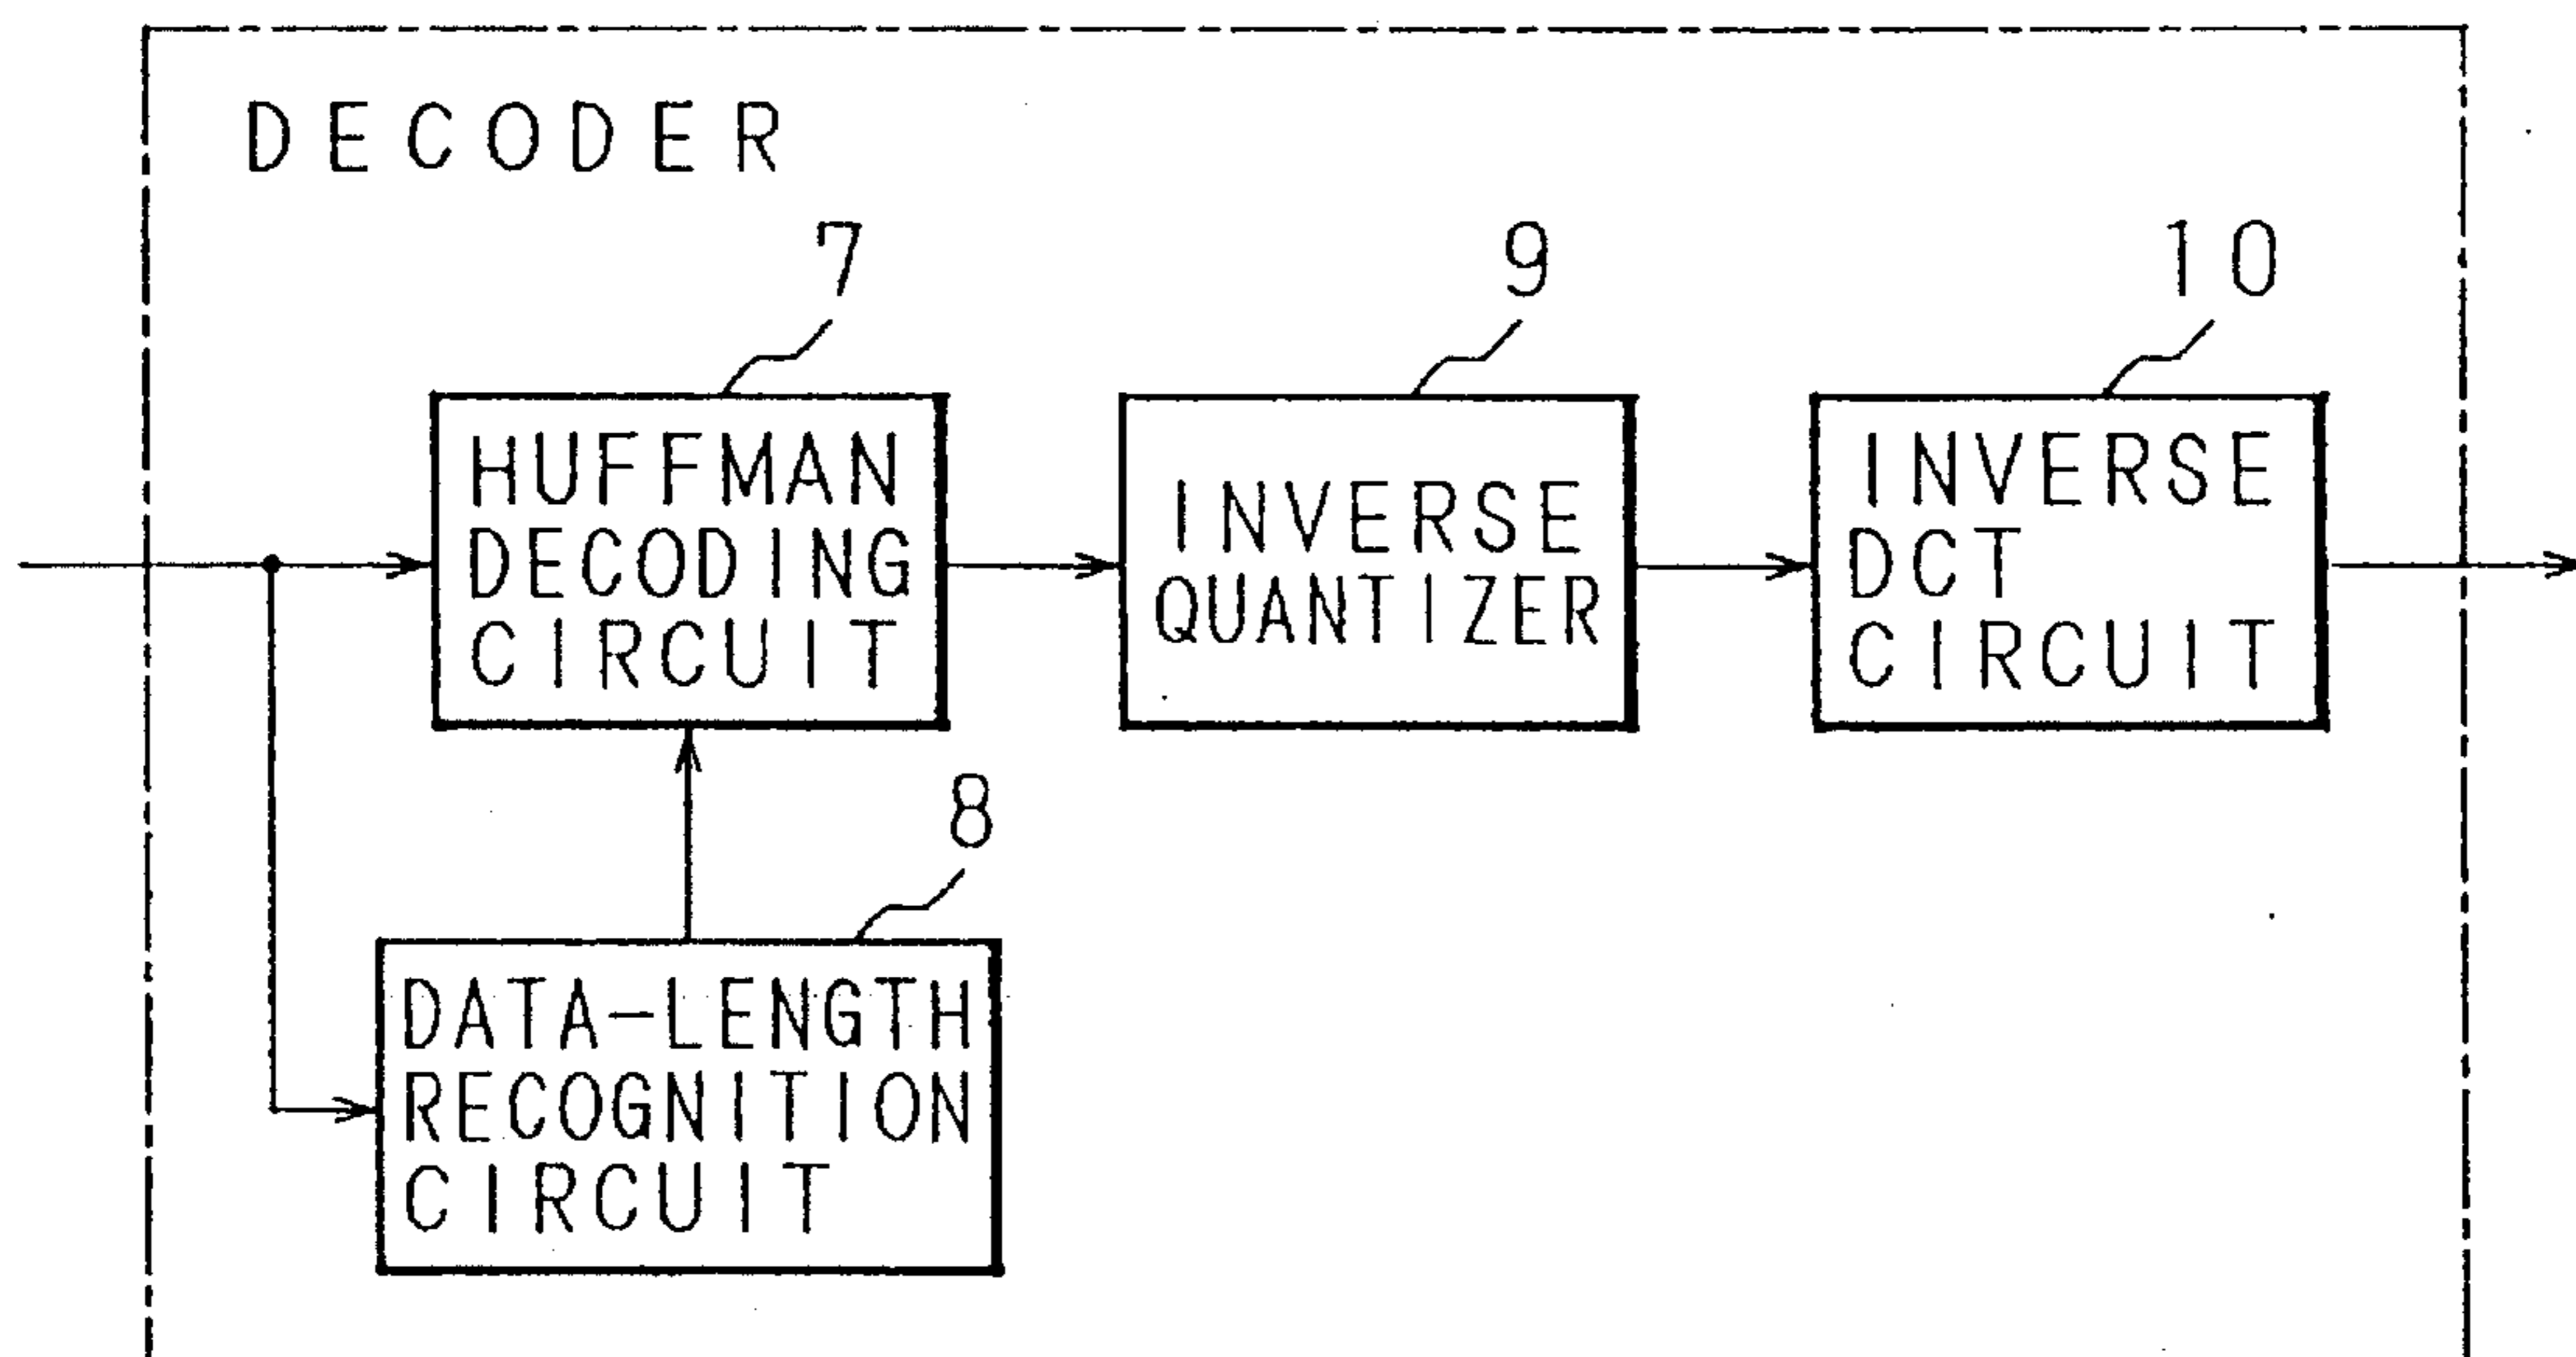 DECODER
7
9
10
HUFFMAN
DECODING
CIRCUIT
INVERSE
QUANTIZER
INVERSE
DCT
CIRCUIT
8
DATA-LENGTH
RECOGNITION
CIRCUIT